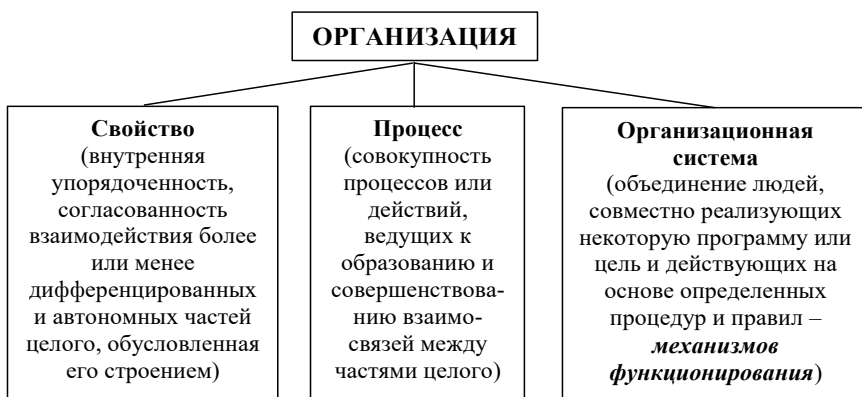 ОРГАНИЗАЦИЯ
Свойство
(внутренняя
упорядоченность,
согласованность
взаимодействия более
или менее
дифференцированных
и автономных частей
целого, обусловленная
его строением)
Процесс
(совокупность
процессов или
действий,
ведущих к
образованию и
совершенствова-
нию взаимо-
связей между
частями целого)
Организационная
система
(объединение людей,
совместно реализующих
некоторую программу или
цель и действующих на
основе определенных
процедур и правил –
механизмов
функционирования)